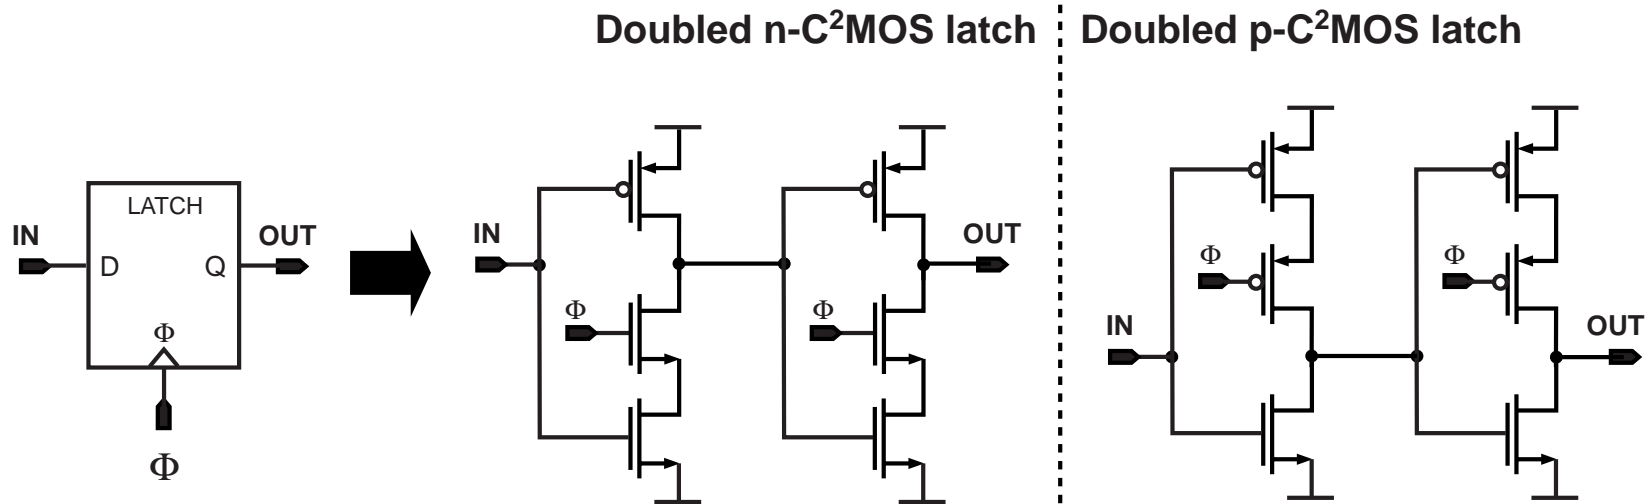 Doubled n-C²MOS latch
Doubled p-C²MOS latch
LATCH
IN
OUT
D
Q
Φ
Φ
IN
Φ
Φ
OUT
Φ
Φ
IN
OUT